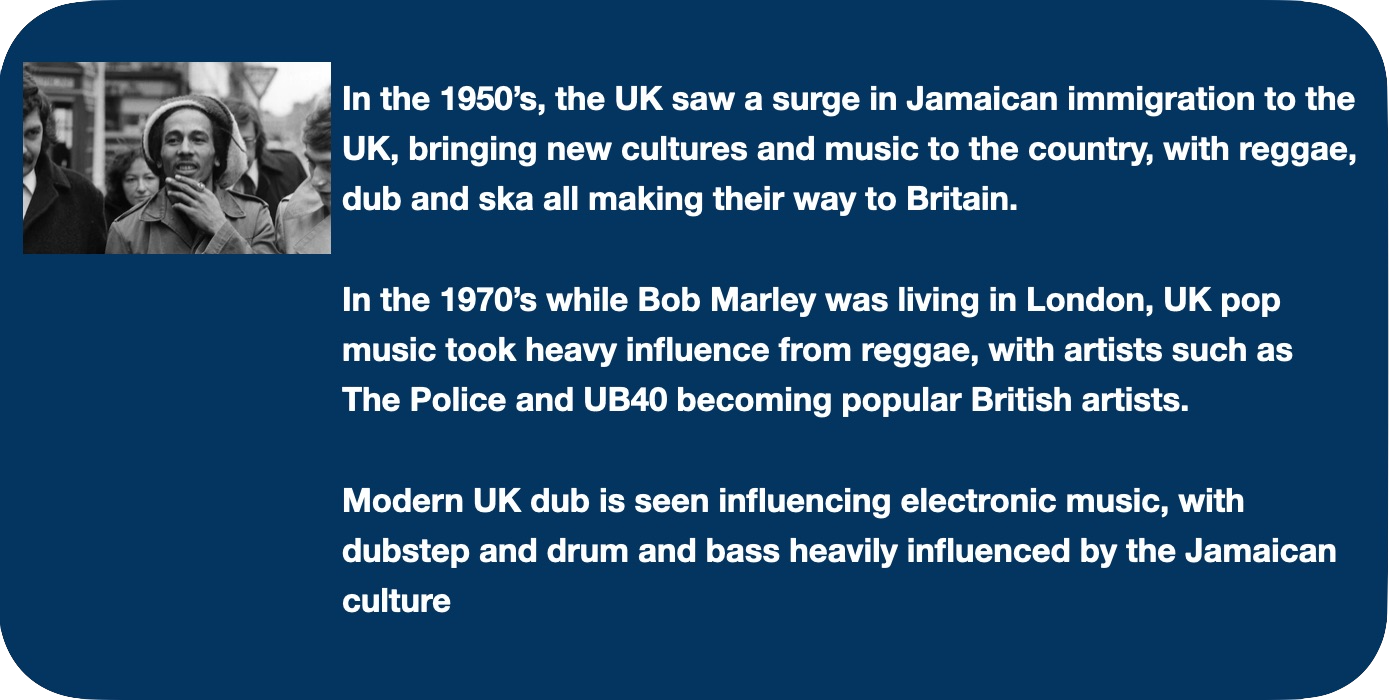 In the 1950’s, the UK saw a surge in Jamaican immigration to the
UK, bringing new cultures and music to the country, with reggae,
dub and ska all making their way to Britain.
In the 1970’s while Bob Marley was living in London, UK pop
music took heavy influence from reggae, with artists such as
The Police and UB40 becoming popular British artists.
Modern UK dub is seen influencing electronic music, with
dubstep and drum and bass heavily influenced by the Jamaican
culture